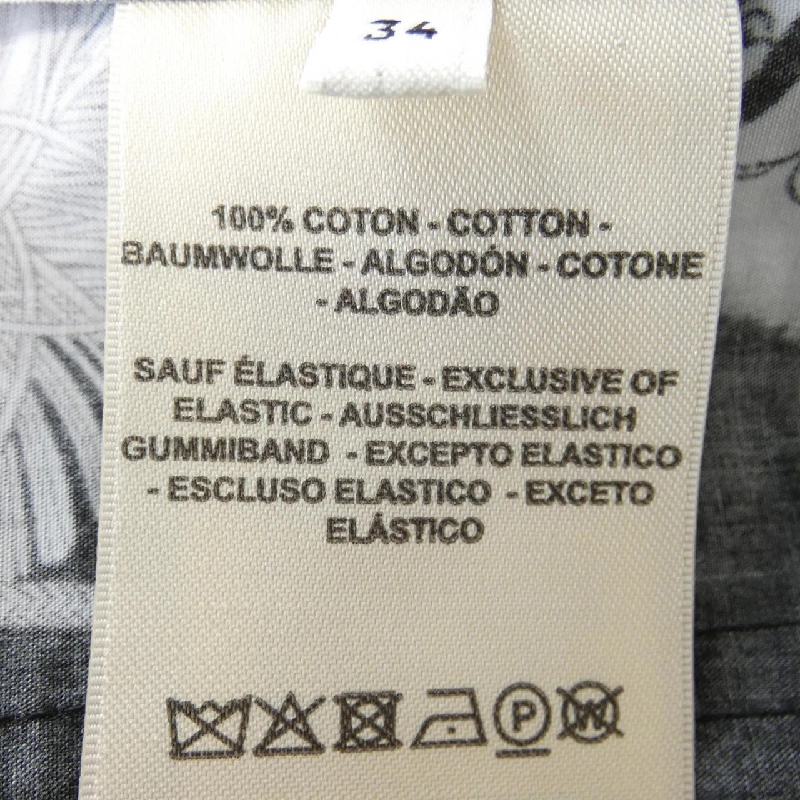 34
100% COTON - COTTON -
BAUMWOLLE - ALGODÓN - COTONE
- ALGODÃO
SAUF ÉLASTIQUE - EXCLUSIVE OF
ELASTIC - AUSSCHLIESSLICH
GUMMIBAND - EXCEPTO ELASTICO
- ESCLUSO ELASTICO - EXCETO
ELÁSTICO
P W